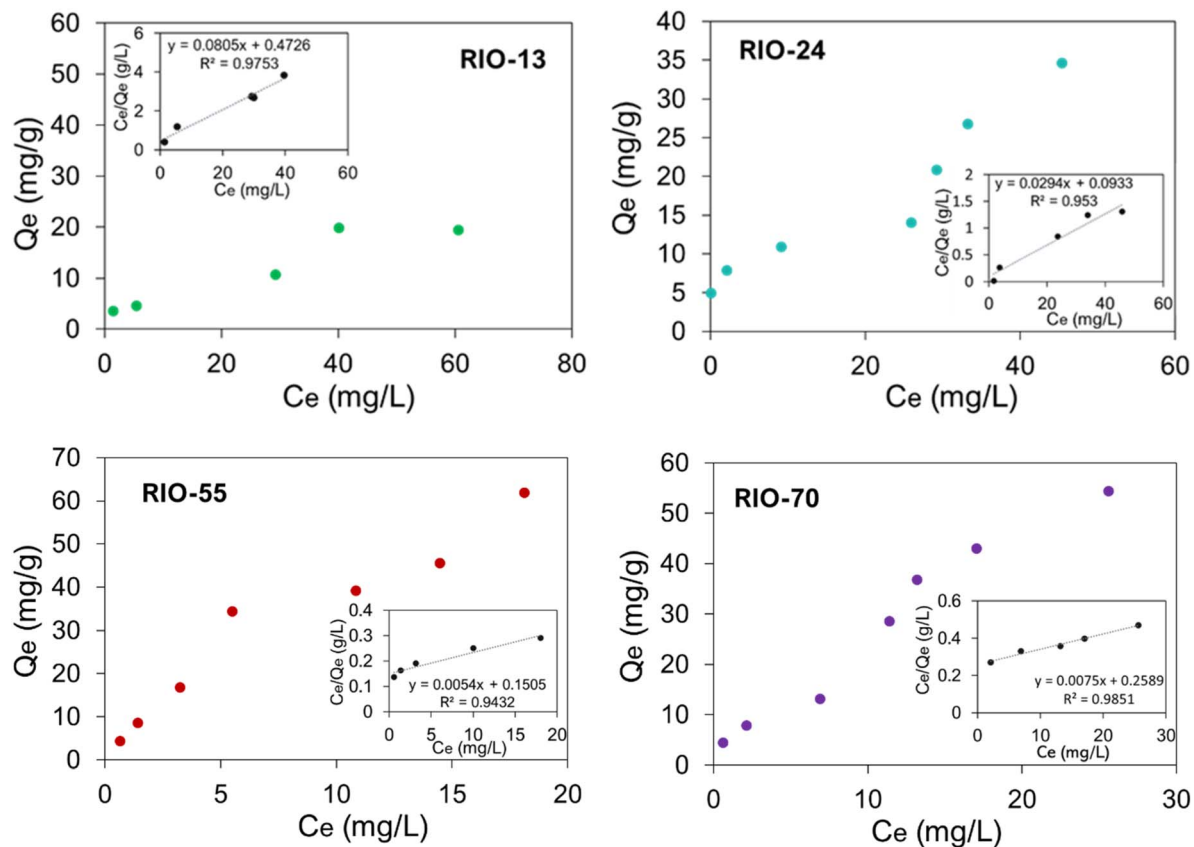 RIO-13
Qe (mg/g)
60
50
40
30
20
10
0
0 20 40 60 80
Ce (mg/L)
y = 0.0805x + 0.4726
R² = 0.9753
Ce/Qe (g/L)
6
4
2
0
0 20 40 60
Ce (mg/L)
RIO-24
Qe (mg/g)
40
35
30
25
20
15
10
5
0
0 20 40 60
Ce (mg/L)
y = 0.0294x + 0.0933
R² = 0.953
Ce/Qe (g/L)
2
1.5
1
0.5
0
0 20 40 60
Ce (mg/L)
RIO-55
Qe (mg/g)
70
60
50
40
30
20
10
0
0 5 10 15 20
Ce (mg/L)
Ce/Qe (g/L)
0.4
0.3
0.2
0.1
0
y = 0.0054x + 0.1505
R² = 0.9432
0 5 10 15 20
Ce (mg/L)
RIO-70
Qe (mg/g)
60
50
40
30
20
10
0
0 10 20 30
Ce (mg/L)
Ce/Qe (g/L)
0.6
0.4
0.2
0
y = 0.0075x + 0.2589
R² = 0.9851
0 10 20 30
Ce (mg/L)